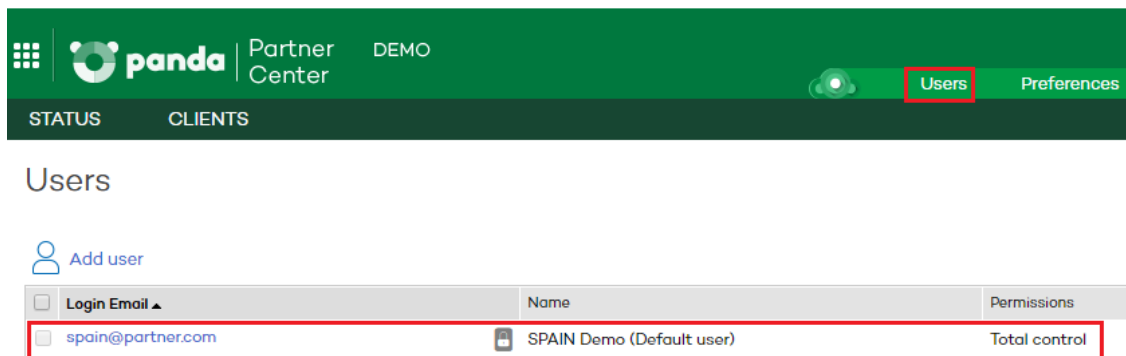 panda Partner Center DEMO
Users Preferences
STATUS CLIENTS
Users
Add user
Login Email Name Permissions
spain@partner.com SPAIN Demo (Default user) Total control